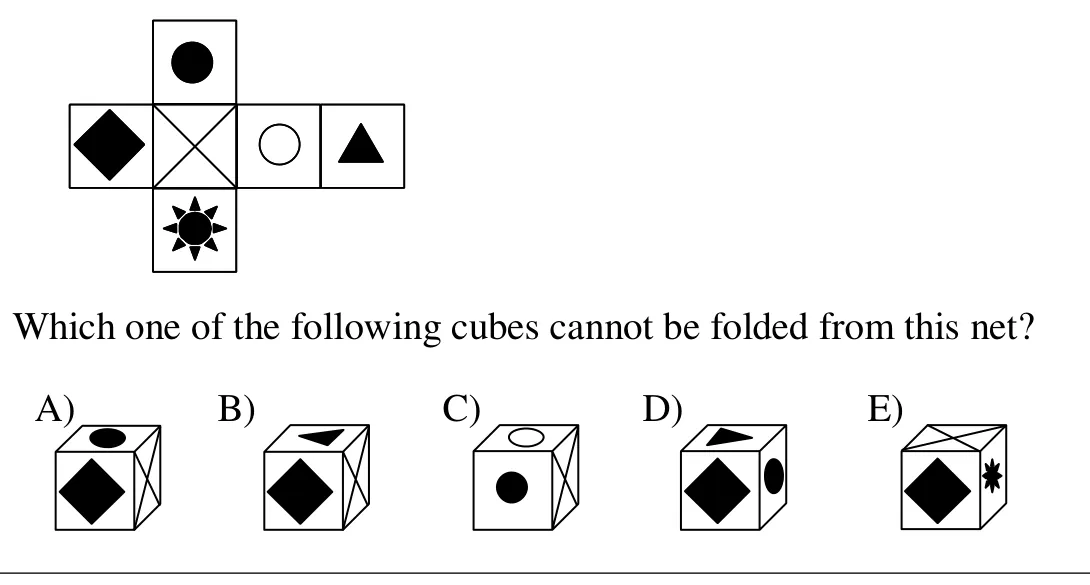 Which one of the following cubes cannot be folded from this net?
A) B) C) D) E)